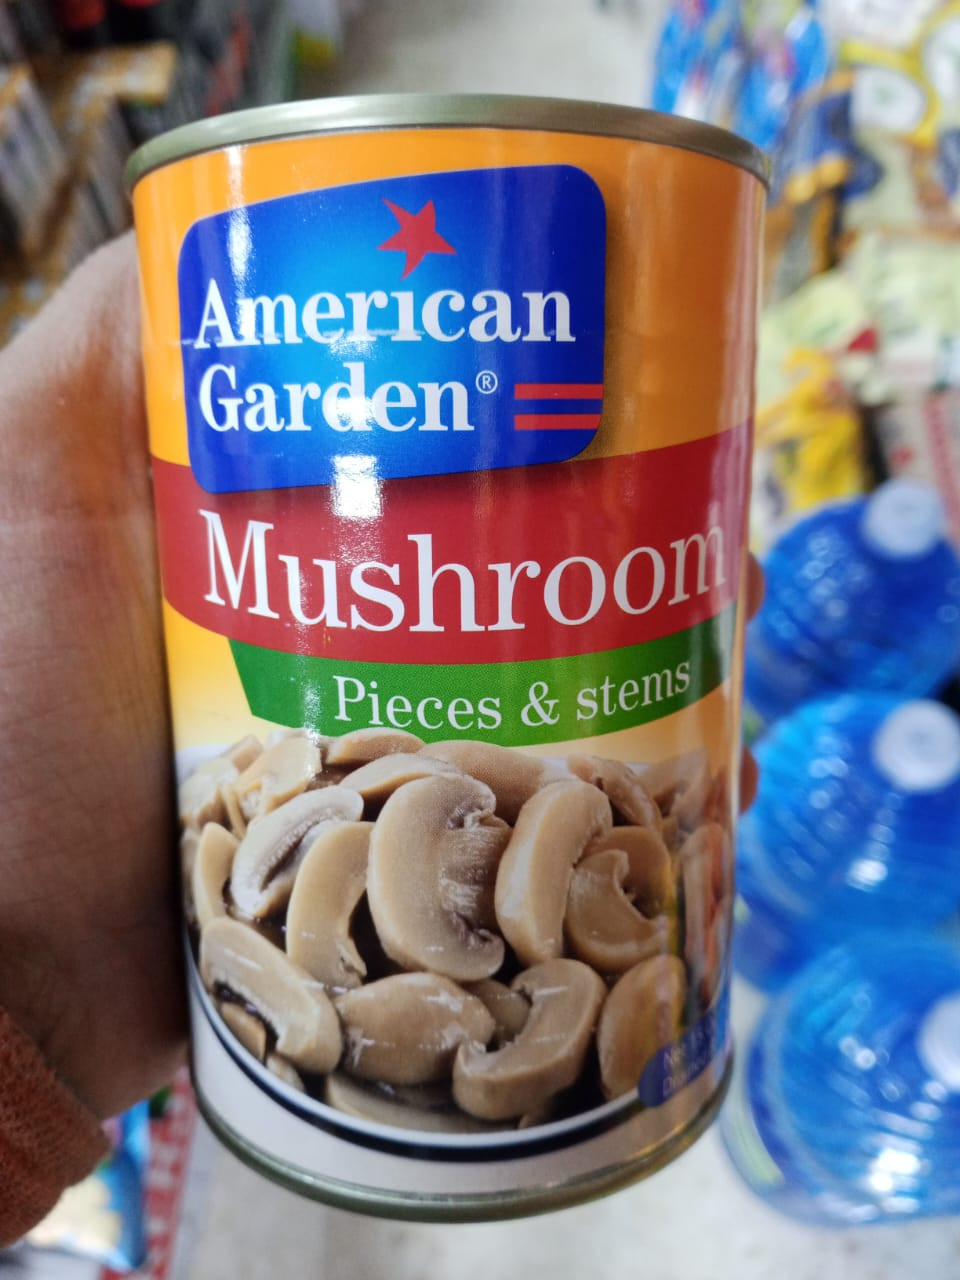 American
Garden®
Mushroom
Pieces & stems